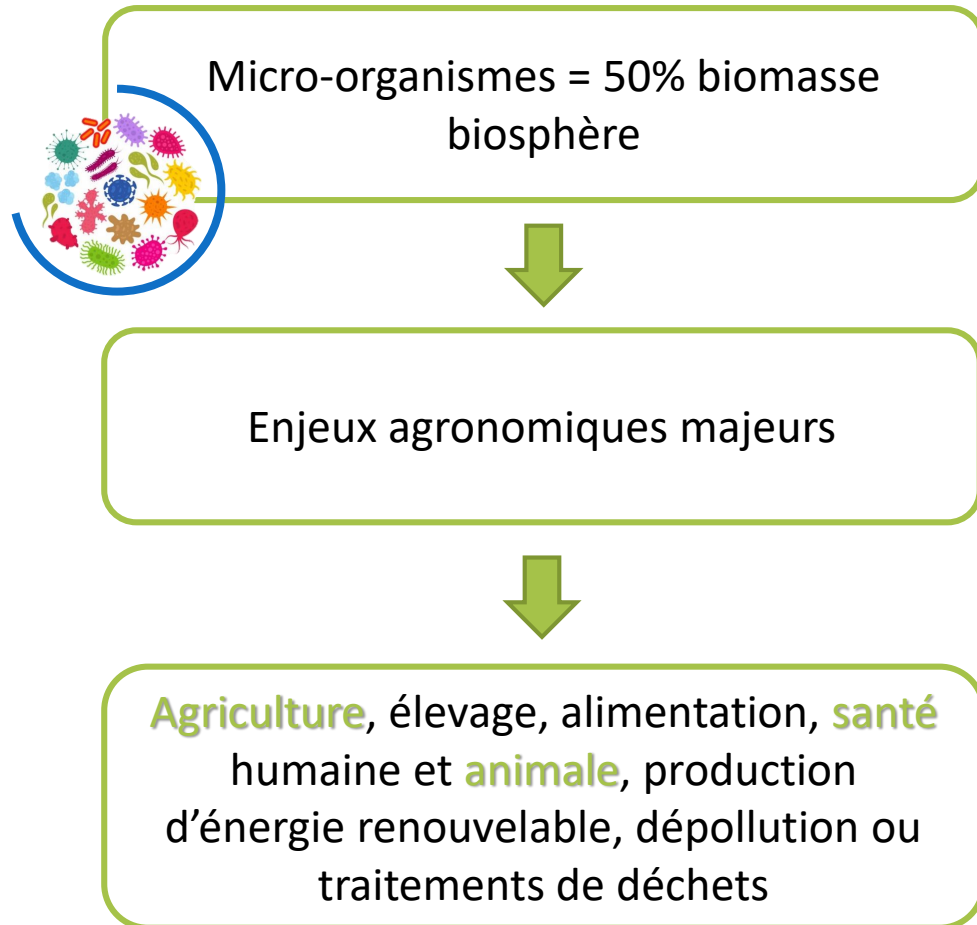 Micro-organismes = 50% biomasse
biosphère
Enjeux agronomiques majeurs
Agriculture, élevage, alimentation, santé
humaine et animale, production
d’énergie renouvelable, dépollution ou
traitements de déchets